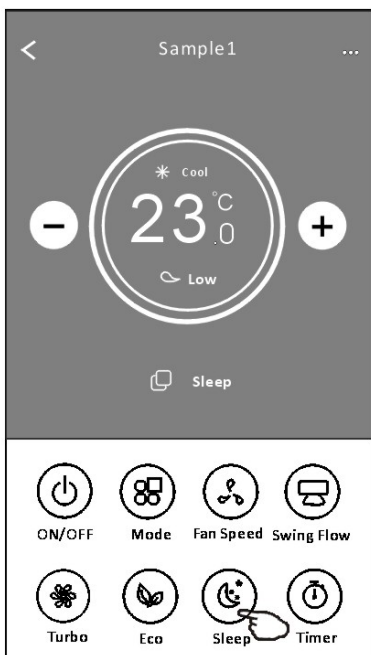 Sample1 ...
Cool
23.0 °C
Low
Sleep
ON/OFF Mode Fan Speed Swing Flow
Turbo Eco Sleep Timer